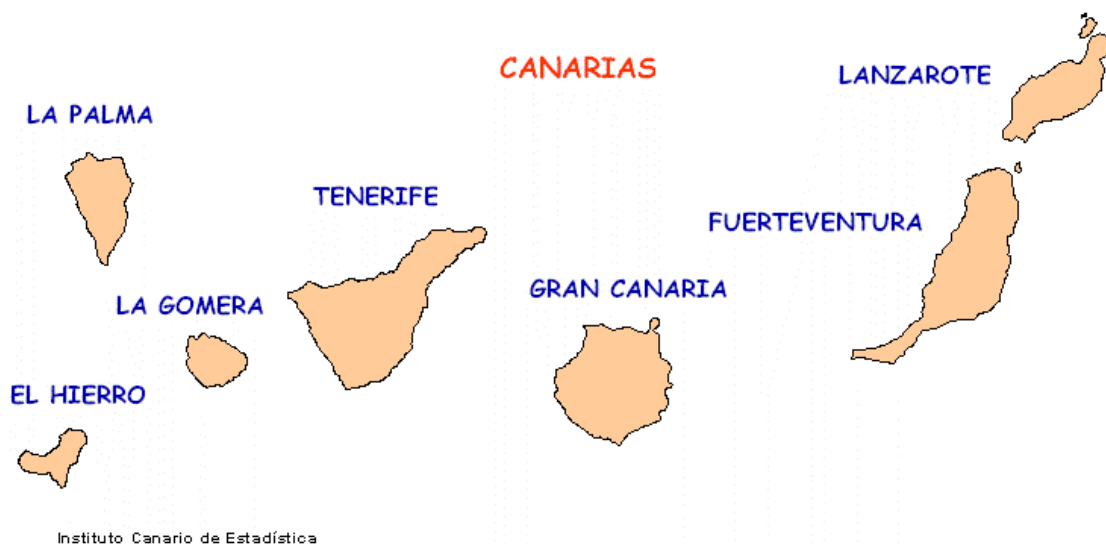 CANARIAS
LANZAROTE
LA PALMA
TENERIFE
FUERTEVENTURA
GRAN CANARIA
LA GOMERA
EL HIERRO
Instituto Canario de Estadística